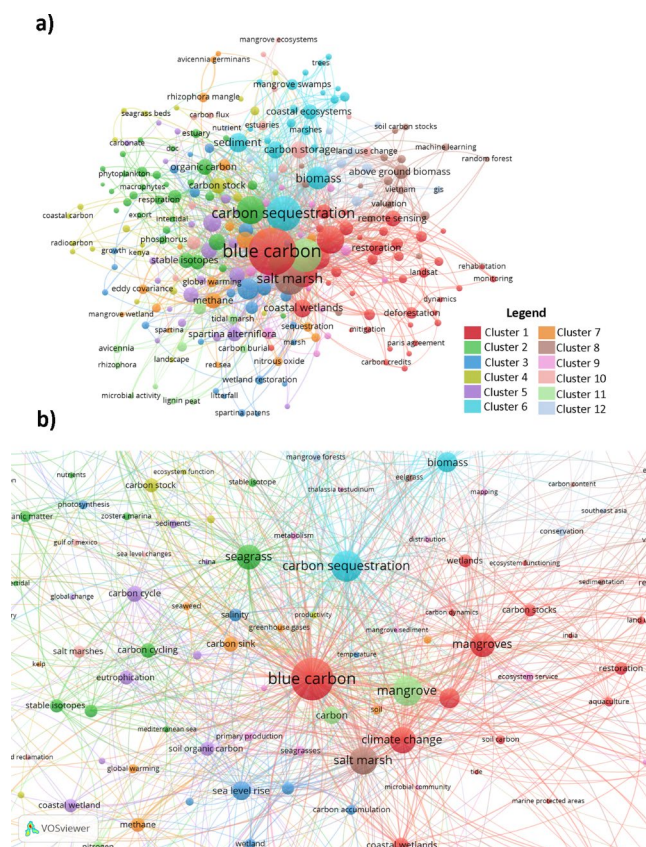 a)
mangrove ecosystems
avicennia germans
trees
mangrove swamps
rhizophora mangle
coastal ecosystems
seagrass beds
carbon flux
nutrient
estuaries
marshes
soil carbon stocks
carbonate
doc
estuary
sediment
carbon storage
land use change
machine learning
random forest
phytoplankton
organic carbon
biomass
above ground biomass
macrophytes
carbon stock
vietnam
gis
respiration
valuation
coastal carbon
export
intertidal
carbon sequestration
remote sensing
radiocarbon
phosphorus
blue carbon
restoration
growth
kenya
stable isotopes
rehabilitation
eddy covariance
global warming
salt marsh
landsat
monitoring
methane
mangrove wetland
tidal marsh
coastal wetlands
deforestation
dynamics
spartina
spartina alterniflora
sequestration
mitigation
paris agreement
avicennia
carbon burial
marsh
landscape
red sea
nitrous oxide
carbon credits
rhizophora
wetland restoration
microbial activity
lignin peat
litterfall
spartina patens
Legend
Cluster 1
Cluster 2
Cluster 3
Cluster 4
Cluster 5
Cluster 6
Cluster 7
Cluster 8
Cluster 9
Cluster 10
Cluster 11
Cluster 12
b)
mangrove forests
biomass
nutrients
ecosystem function
carbon stock
stable isotope
eelgrass
carbon content
thalassia testudinum
mapping
photosynthesis
southeast asia
anic matter
zostera marina
sediments
metabolism
distribution
conservation
gulf of mexico
sea level changes
china
seagrass
carbon sequestration
wetlands
ecosystem functioning
global change
carbon cycle
sedimentation
seaweed
salinity
productivity
carbon dynamics
carbon stocks
land u
greenhouse gases
mangrove sediment
india
salt marshes
carbon cycling
carbon sink
mangroves
kelp
temperature
blue carbon
restoration
eutrophication
mangrove
ecosystem service
aquaculture
stable isotopes
carbon
soil
mediterranean sea
primary production
climate change
soil carbon
soil organic carbon
seagrasses
d reclamation
global warming
salt marsh
tide
microbial community
sea level rise
marine protected areas
coastal wetland
carbon accumulation
methane
VOSviewer
nitrogen
wetland
coastal wetlands